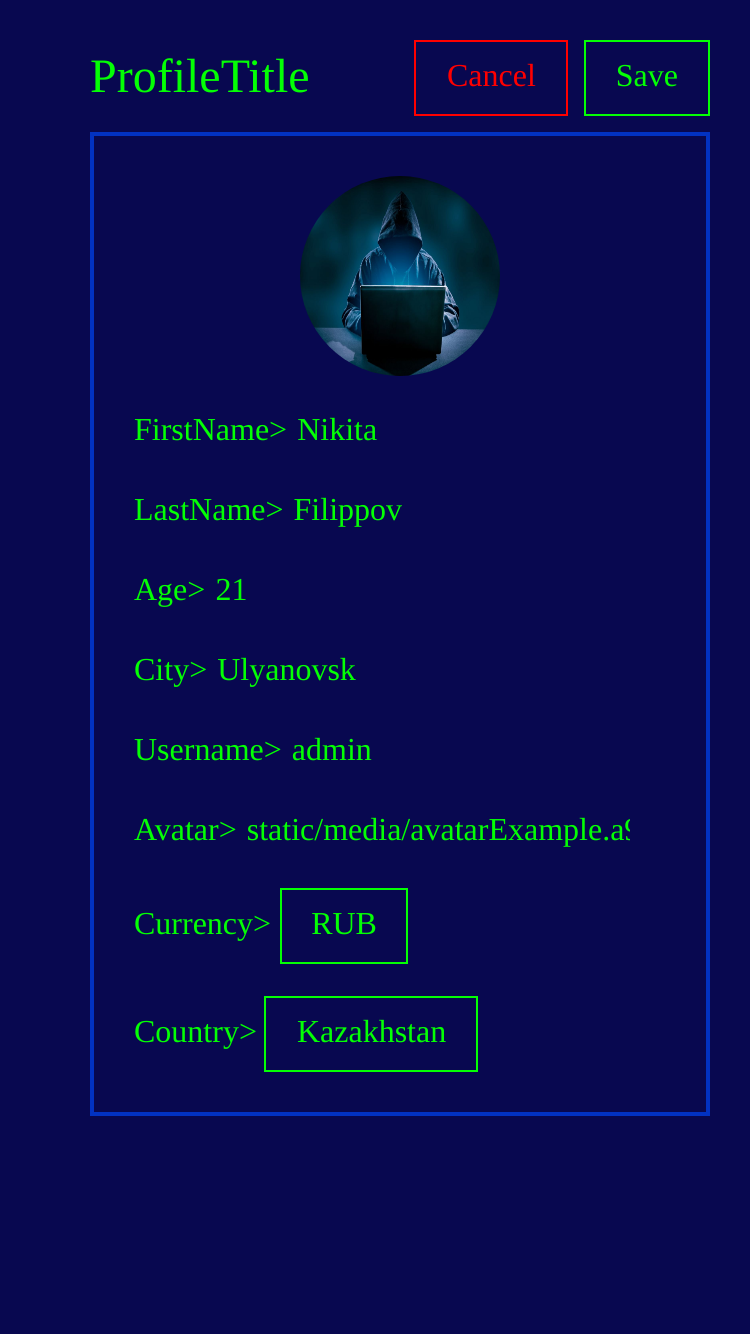 ProfileTitle Cancel Save
FirstName> Nikita
LastName> Filippov
Age> 21
City> Ulyanovsk
Username> admin
Avatar> static/media/avatarExample.a9
Currency> RUB
Country> Kazakhstan